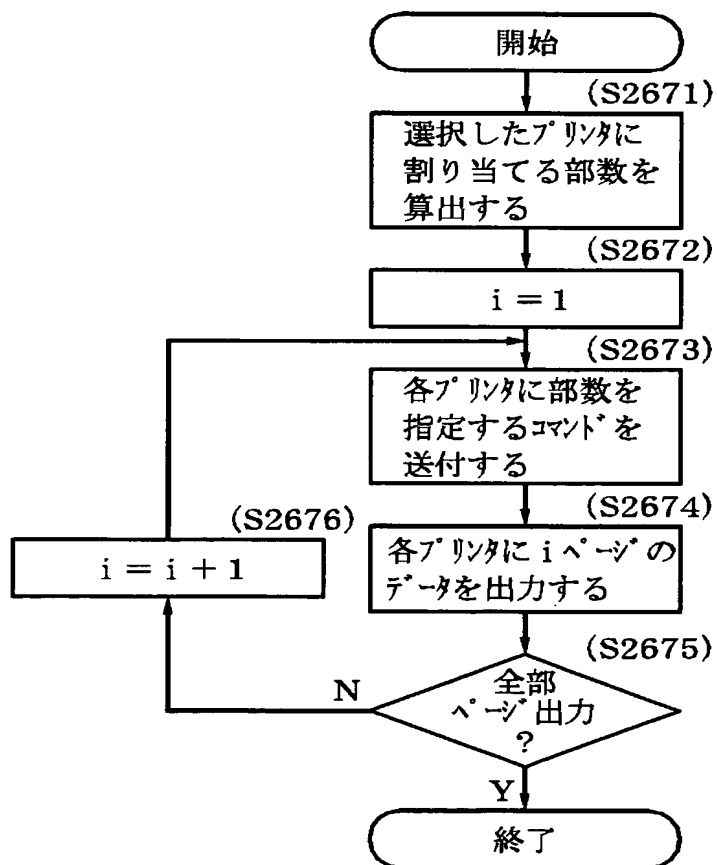 開始
(S2671)
選択したﾌﾟﾘﾝﾀに
割り当てる部数を
算出する
(S2672)
i = 1
(S2673)
各ﾌﾟﾘﾝﾀに部数を
指定するｺﾏﾝﾄﾞを
送付する
(S2674)
各ﾌﾟﾘﾝﾀにiﾍﾟｰｼﾞの
ﾃﾞｰﾀを出力する
(S2675)
全部
ﾍﾟｰｼﾞ出力
?
N
(S2676)
i = i + 1
Y
終了